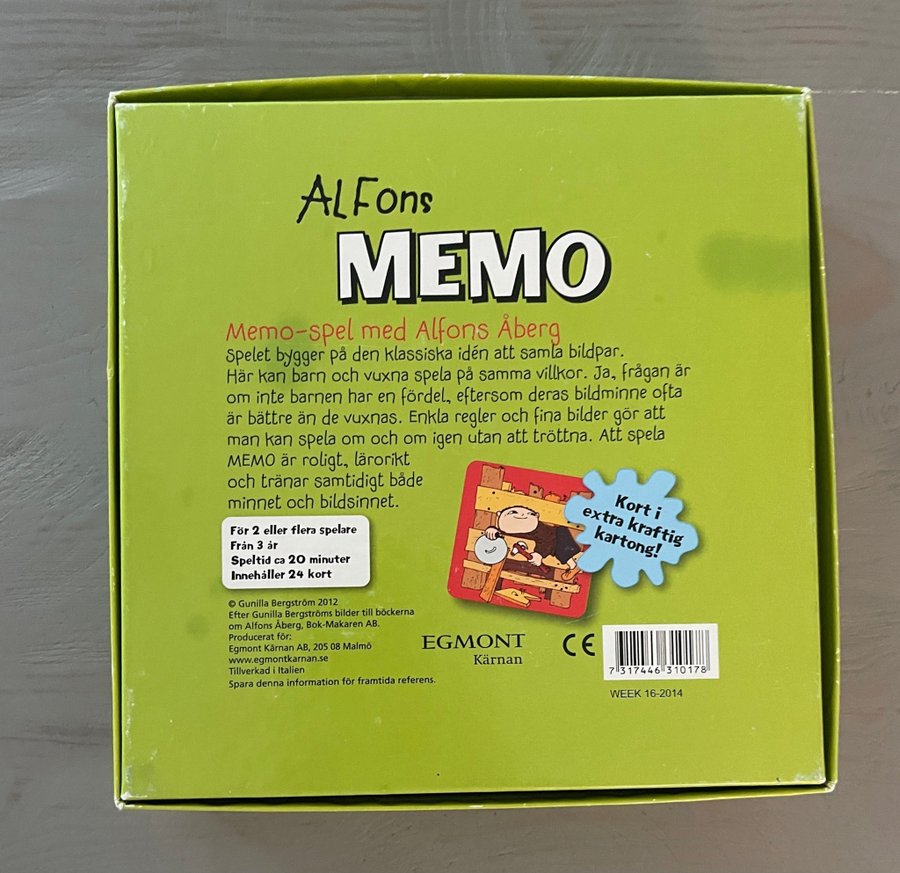 ALFons
MEMO
Memo-spel med Alfons Åberg
Spelet bygger på den klassiska idén att samla bildpar.
Här kan barn och vuxna spela på samma villkor. Ja, frågan är
om inte barnen har en fördel, eftersom deras bildminne ofta
är bättre än de vuxnas. Enkla regler och fina bilder gör att
man kan spela om och om igen utan att tröttna. Att spela
MEMO är roligt, lärorikt
och tränar samtidigt både
minnet och bildsinnet.
Kort i
extra kraftig
kartong!
För 2 eller flera spelare
Från 3 år
Speltid ca 20 minuter
Innehåller 24 kort
© Gunilla Bergström 2012
Efter Gunilla Bergströms bilder till böckerna
om Alfons Åberg, Bok-Makaren AB.
Producerat för:
Egmont Kärnan AB, 205 08 Malmö
www.egmontkarnan.se
Tillverkad i Italien
Spara denna information för framtida referens.
EGMONT
Kärnan
CE
7 317446 310178
WEEK 16-2014